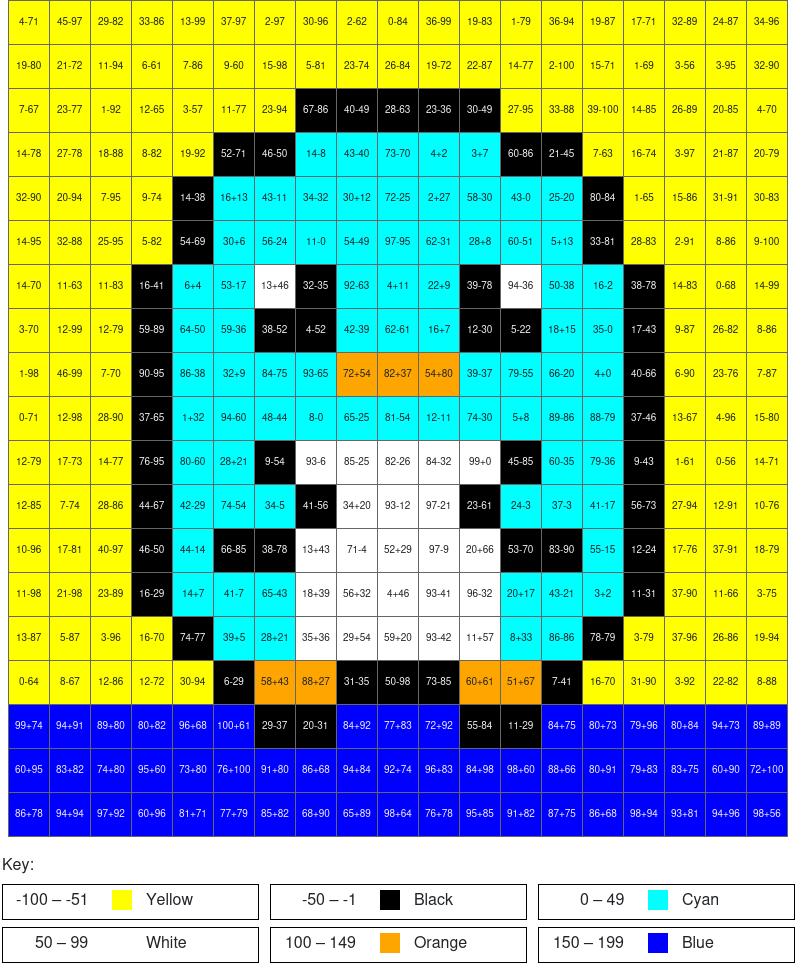 4-71 45-97 29-82 33-86 13-99 37-97 2-97 30-96 2-62 0-84 36-99 19-83 1-79 36-94 19-87 17-71 32-89 24-87 34-96
19-80 21-72 11-94 6-61 7-86 9-60 15-98 5-81 23-74 26-84 19-72 22-87 14-77 2-100 15-71 1-69 3-56 3-95 32-90
7-67 23-77 1-92 12-65 3-57 11-77 23-94 67-86 40-49 28-63 23-36 30-49 27-95 33-88 39-100 14-85 26-89 20-85 4-70
14-78 27-78 18-88 8-82 19-92 52-71 46-50 14-8 43-40 73-70 4+2 3+7 60-86 21-45 7-63 16-74 3-97 21-87 20-79
32-90 20-94 7-95 9-74 14-38 16+13 43-11 34-32 30+12 72-25 2+27 58-30 43-0 25-20 80-84 1-65 15-86 31-91 30-83
14-95 32-88 25-95 5-82 54-69 30+6 56-24 11-0 54-49 97-95 62-31 28+8 60-51 5+13 33-81 28-83 2-91 8-86 9-100
14-70 11-63 11-83 16-41 6+4 53-17 13+46 32-35 92-63 4+11 22+9 39-78 94-36 50-38 16-2 38-78 14-83 0-68 14-99
3-70 12-99 12-79 59-89 64-50 59-36 38-52 4-52 42-39 62-61 16+7 12-30 5-22 18+15 35-0 17-43 9-87 26-82 8-86
1-98 46-99 7-70 90-95 86-38 32+9 84-75 93-65 72+54 82+37 54+80 39-37 79-55 66-20 4+0 40-66 6-90 23-76 7-87
0-71 12-98 28-90 37-65 1+32 94-60 48-44 8-0 65-25 81-54 12-11 74-30 5+8 89-86 88-79 37-46 13-67 4-96 15-80
12-79 17-73 14-77 76-95 80-60 28+21 9-54 93-6 85-25 82-26 84-32 99+0 45-85 60-35 79-36 9-43 1-61 0-56 14-71
12-85 7-74 28-86 44-67 42-29 74-54 34-5 41-56 34+20 93-12 97-21 23-61 24-3 37-3 41-17 56-73 27-94 12-91 10-76
10-96 17-81 40-97 46-50 44-14 66-85 38-78 13+43 71-4 52+29 97-9 20+66 53-70 83-90 55-15 12-24 17-76 37-91 18-79
11-98 21-98 23-89 16-29 14+7 41-7 65-43 18+39 56+32 4+46 93-41 96-32 20+17 43-21 3+2 11-31 37-90 11-66 3-75
13-87 5-87 3-96 16-70 74-77 39+5 28+21 35+36 29+54 59+20 93-42 11+57 8+33 86-86 78-79 3-79 37-96 26-86 19-94
0-64 8-67 12-86 12-72 30-94 6-29 58+43 88+27 31-35 50-98 73-85 60+61 51+67 7-41 16-70 31-90 3-92 22-82 8-88
99+74 94+91 89+80 80+82 96+68 100+61 29-37 20-31 84+92 77+83 72+92 55-84 11-29 84+75 80+73 79+96 80+84 94+73 89+89
60+95 83+82 74+80 95+60 73+80 76+100 91+80 86+68 94+84 92+74 96+83 84+98 98+60 88+66 80+91 79+83 83+75 60+90 72+100
86+78 94+94 97+92 60+96 81+71 77+79 85+82 68+90 65+89 98+64 76+78 95+85 91+82 87+75 86+68 98+94 93+81 94+96 98+56
Key:
-100 – -51 Yellow -50 – -1 Black 0 – 49 Cyan
50 – 99 White 100 – 149 Orange 150 – 199 Blue